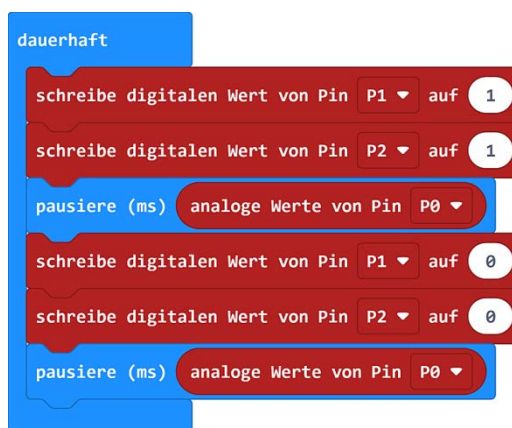 dauerhaft
schreibe digitalen Wert von Pin P1 auf 1
schreibe digitalen Wert von Pin P2 auf 1
pausiere (ms) analoge Werte von Pin P0
schreibe digitalen Wert von Pin P1 auf 0
schreibe digitalen Wert von Pin P2 auf 0
pausiere (ms) analoge Werte von Pin P0